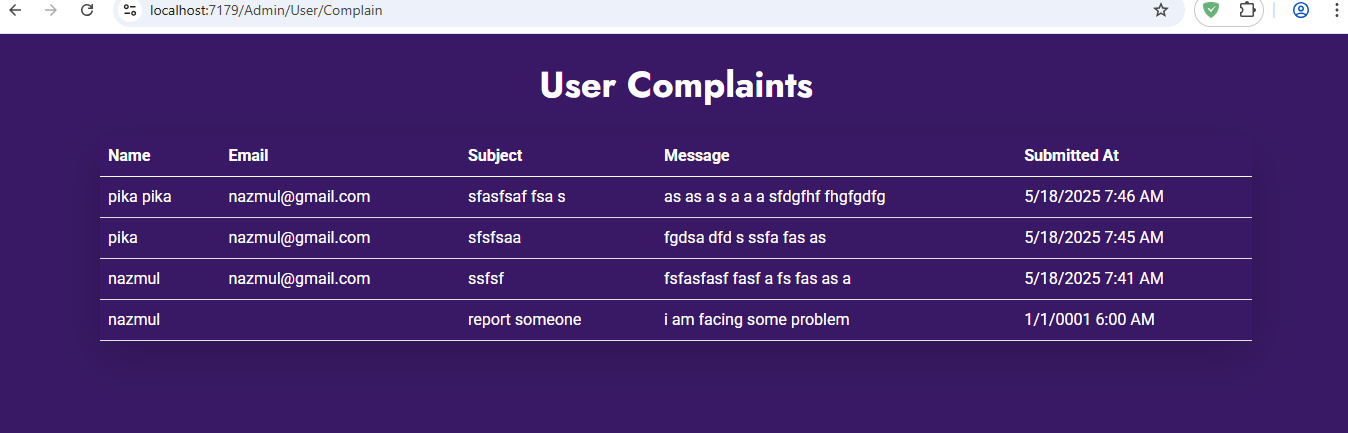 localhost:7179/Admin/User/Complain
User Complaints
Name Email Subject Message Submitted At
pika pika nazmul@gmail.com sfasfsaf fsa s as as a s a a a sfdgfhf fhgfgdfg 5/18/2025 7:46 AM
pika nazmul@gmail.com sfsfsaa fgdsa dfd s ssfa fas as 5/18/2025 7:45 AM
nazmul nazmul@gmail.com ssfsf fsfasfasf fasf a fs fas as a 5/18/2025 7:41 AM
nazmul report someone i am facing some problem 1/1/0001 6:00 AM